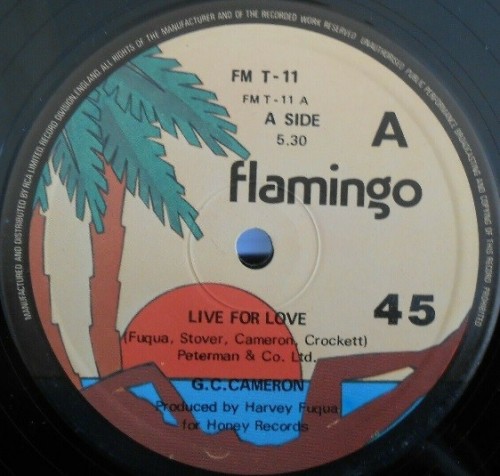 MANUFACTURED AND DISTRIBUTED BY RCA LIMITED RECORD DIVISION, ENGLAND. ALL RIGHTS OF THE MANUFACTURER AND OF THE RECORDED WORK RESERVED. UNAUTHORISED PUBLIC PERFORMANCE, BROADCASTING AND COPYING OF THIS RECORD PROHIBITED
FM T-11
FM T-11 A
A SIDE
5.30
A
flamingo
45
LIVE FOR LOVE
(Fuqua, Stover, Cameron, Crockett)
Peterman & Co. Ltd.
G.C.CAMERON
Produced by Harvey Fuqua
for Honey Records